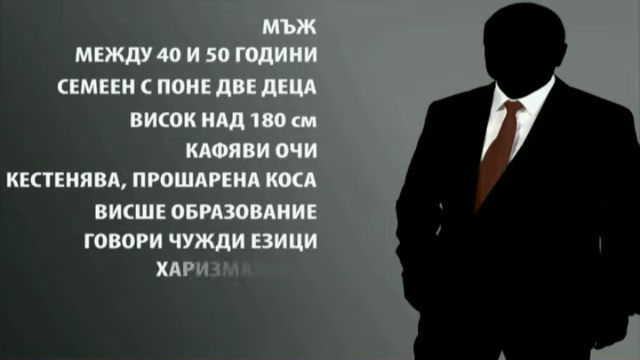 МЪЖ
МЕЖДУ 40 И 50 ГОДИНИ
СЕМЕЕН С ПОНЕ ДВЕ ДЕЦА
ВИСОК НАД 180 см
КАФЯВИ ОЧИ
КЕСТЕНЯВА, ПРОШАРЕНА КОСА
ВИСШЕ ОБРАЗОВАНИЕ
ГОВОРИ ЧУЖДИ ЕЗИЦИ